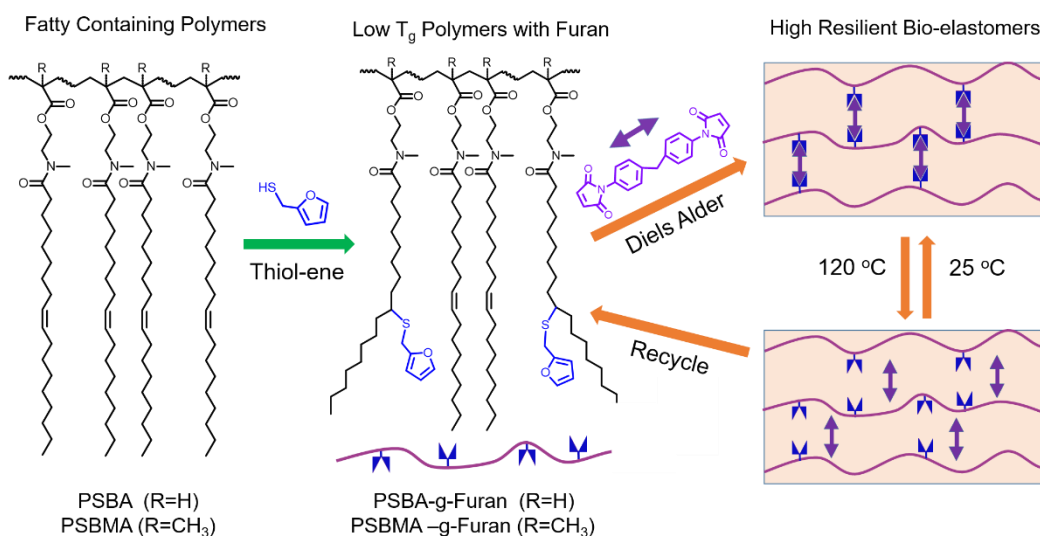 Fatty Containing Polymers
Low Tg Polymers with Furan
High Resilient Bio-elastomers
R R R R
R R R R
O O O O
O O O O
O O O O
O O O O
N N N N
N N N N
O O O O
O O O O
HS
O
Thiol-ene
O
N
O
O
N
O
Diels Alder
120 °C
25 °C
S
O
S
O
Recycle
PSBA (R=H)
PSBMA (R=CH3)
PSBA-g-Furan (R=H)
PSBMA –g-Furan (R=CH3)